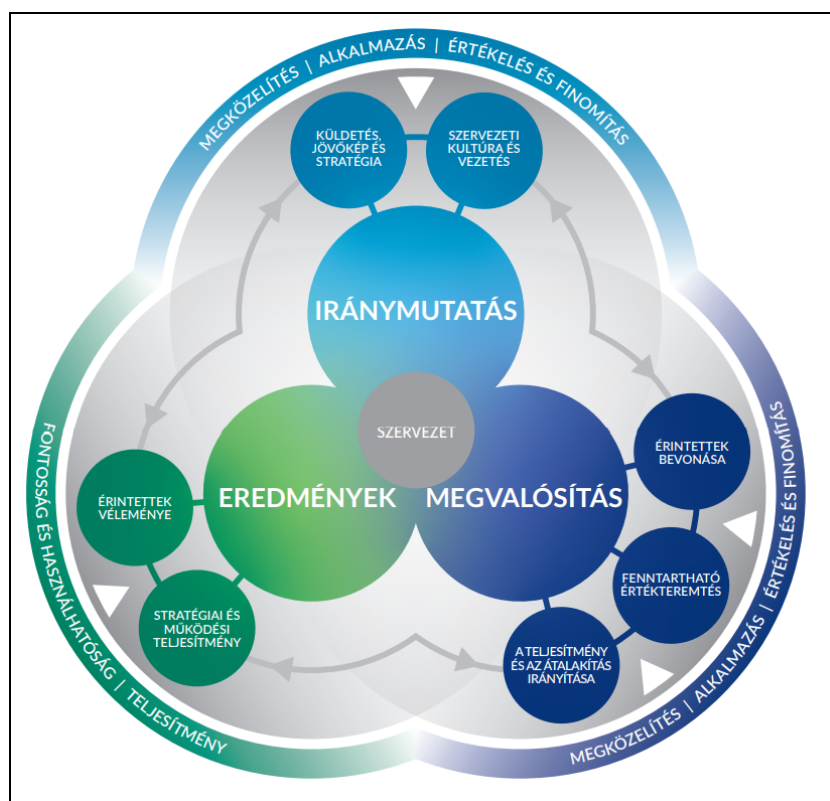 MEGKÖZELÍTÉS | ALKALMAZÁS | ÉRTÉKELÉS ÉS FINOMÍTÁS
KÜLDETÉS,
JÖVŐKÉP ÉS
STRATÉGIA
SZERVEZETI
KULTÚRA ÉS
VEZETÉS
IRÁNYMUTATÁS
SZERVEZET
EREDMÉNYEK
MEGVALÓSÍTÁS
ÉRINTETTEK
BEVONÁSA
FENNTARTHATÓ
ÉRTÉKTEREMTÉS
A TELJESÍTMÉNY
ÉS AZ ÁTALAKÍTÁS
IRÁNYÍTÁSA
MEGKÖZELÍTÉS | ALKALMAZÁS | ÉRTÉKELÉS ÉS FINOMÍTÁS
ÉRINTETTEK
VÉLEMÉNYE
STRATÉGIAI ÉS
MŰKÖDÉSI
TELJESÍTMÉNY
FONTOSSÁG ÉS HASZNÁLHATÓSÁG | TELJESÍTMÉNY